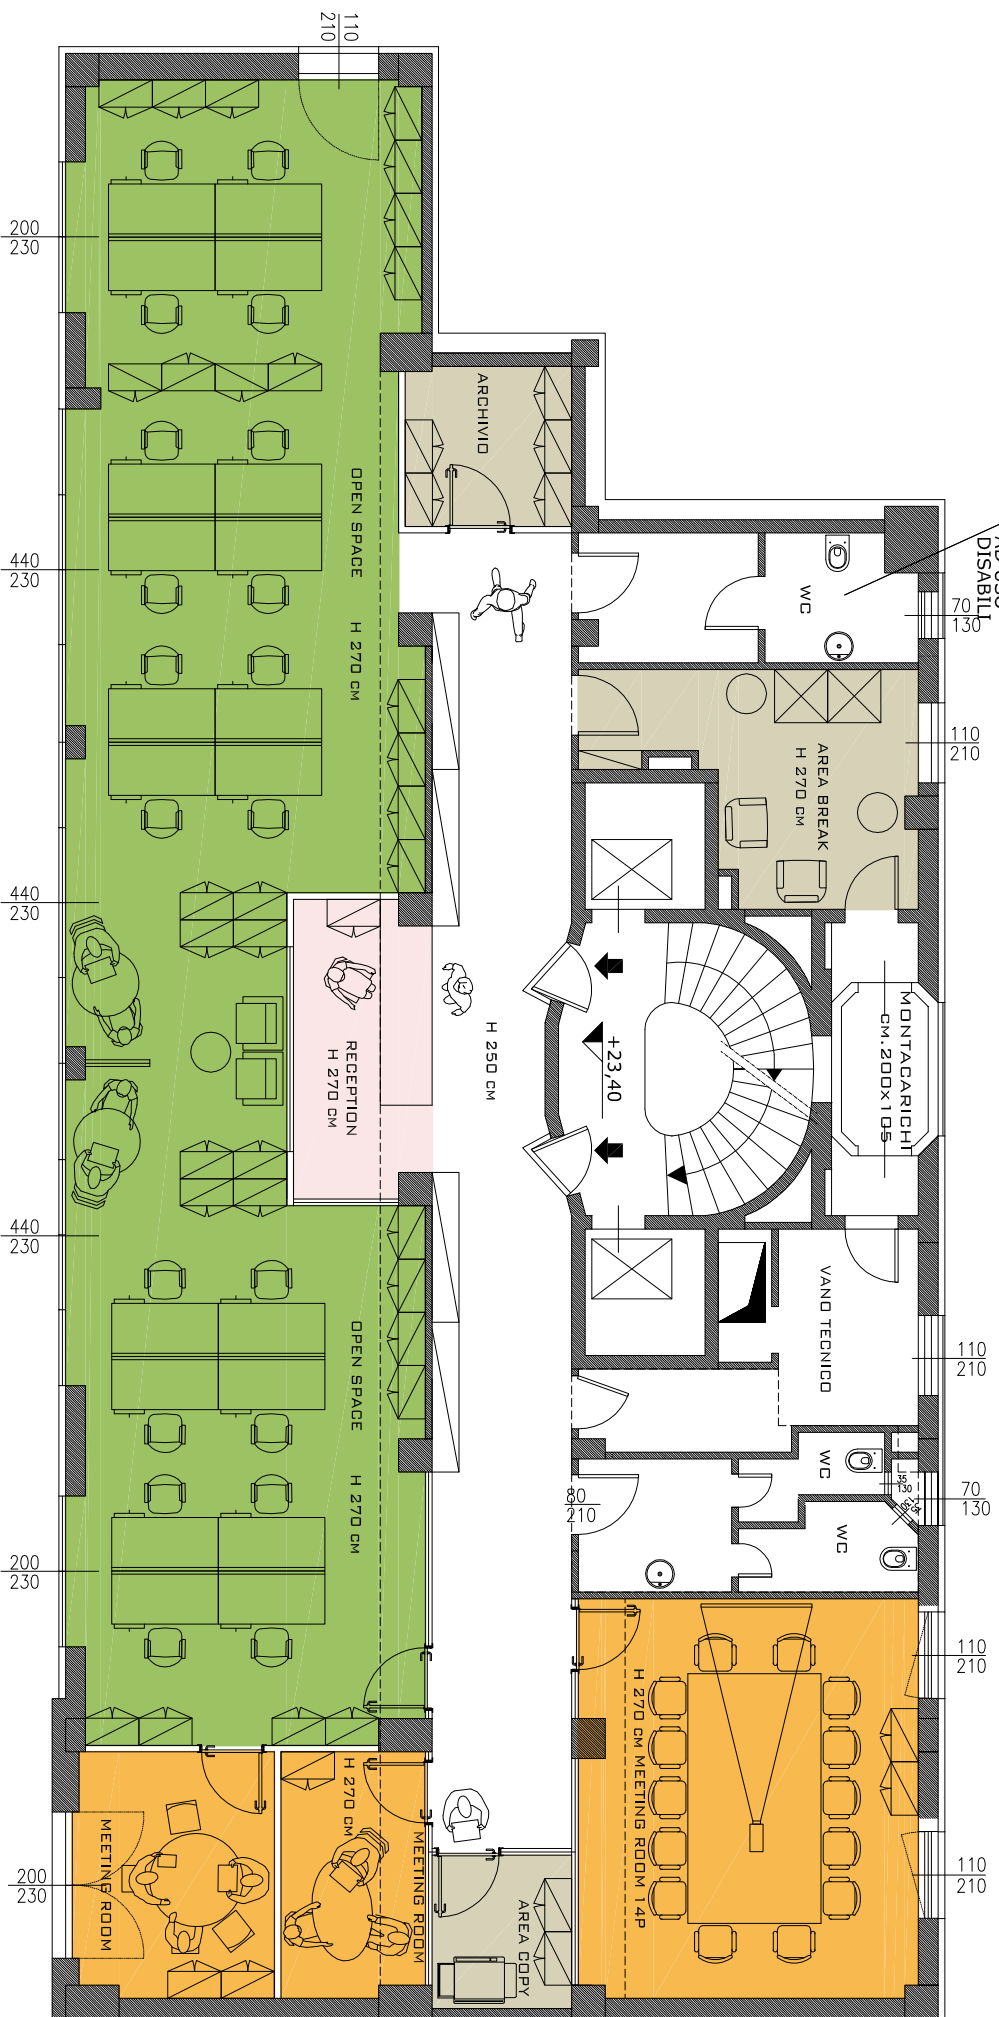 110
210
200
230
ARCHIVIO
OPEN SPACE H 270 CM
440
230
WC
DISABILI
70
130
110
210
AREA BREAK
H 270 CM
440
230
RECEPTION
H 270 CM
H 250 CM
+23,40
MONTACARICHI
CM.200x105
440
230
OPEN SPACE H 270 CM
VANO TECNICO
110
210
WC
35
130
70
130
80
210
WC
200
230
110
210
H 270 CM MEETING ROOM 14P
H 270 CM
MEETING ROOM
MEETING ROOM
110
210
200
230
AREA COPY